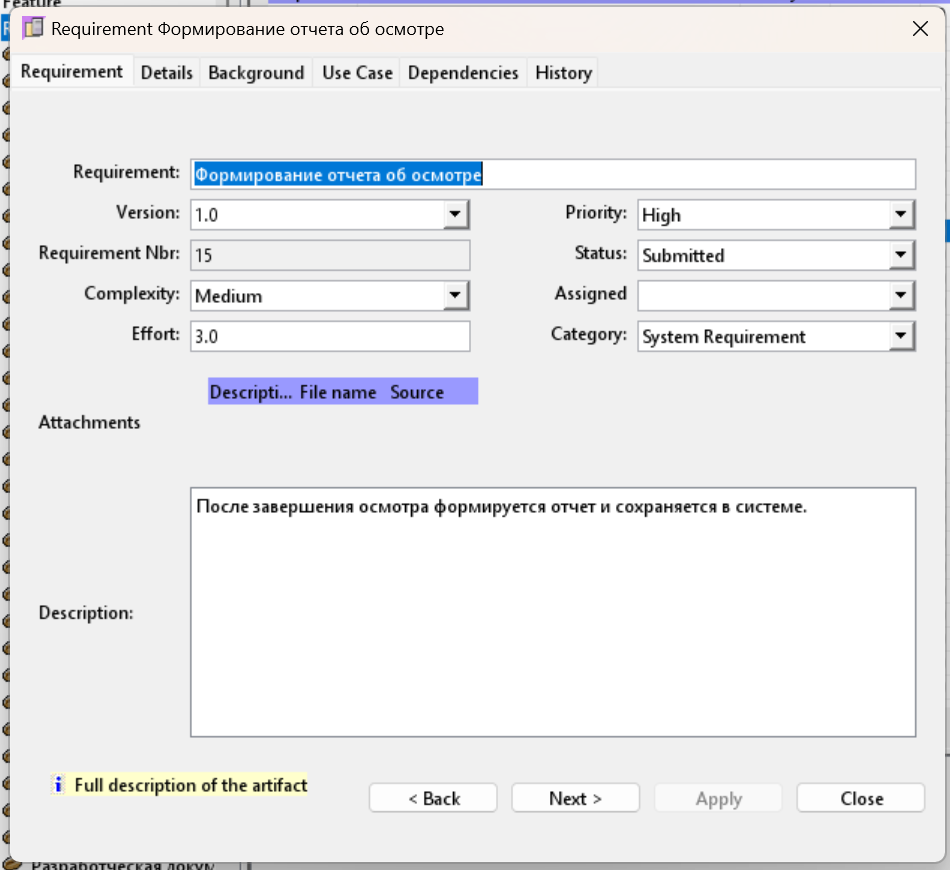 Feature
Requirement Формирование отчета об осмотре
Requirement Details Background Use Case Dependencies History
Requirement: Формирование отчета об осмотре
Version: 1.0 Priority: High
Requirement Nbr: 15 Status: Submitted
Complexity: Medium Assigned
Effort: 3.0 Category: System Requirement
Descripti... File name Source
Attachments
После завершения осмотра формируется отчет и сохраняется в системе.
Description:
Full description of the artifact
< Back Next > Apply Close